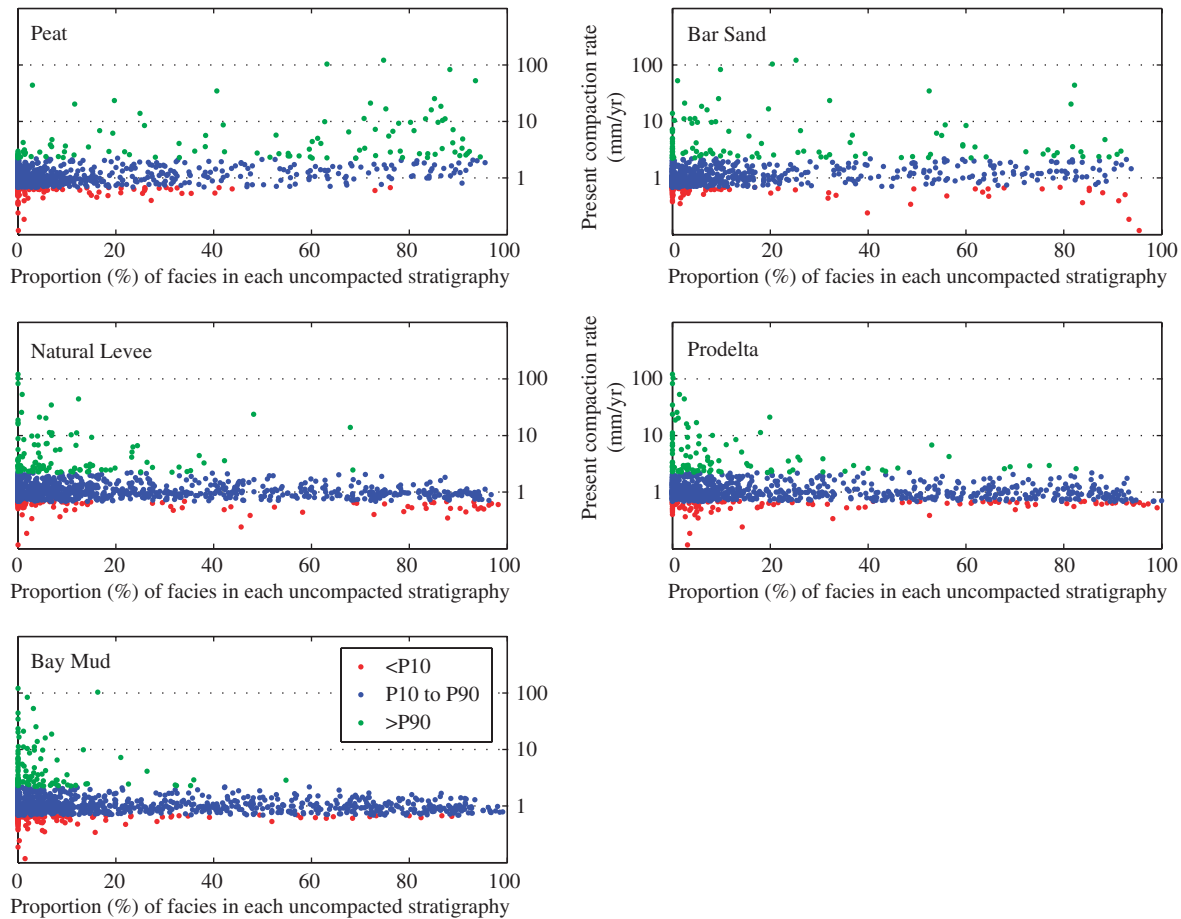 Peat
100
10
1
0 20 40 60 80 100
Proportion (%) of facies in each uncompacted stratigraphy
Bar Sand
Present compaction rate
(mm/yr)
100
10
1
0 20 40 60 80 100
Proportion (%) of facies in each uncompacted stratigraphy
Natural Levee
100
10
1
0 20 40 60 80 100
Proportion (%) of facies in each uncompacted stratigraphy
Prodelta
Present compaction rate
(mm/yr)
100
10
1
0 20 40 60 80 100
Proportion (%) of facies in each uncompacted stratigraphy
Bay Mud
<P10
P10 to P90
>P90
100
10
1
0 20 40 60 80 100
Proportion (%) of facies in each uncompacted stratigraphy